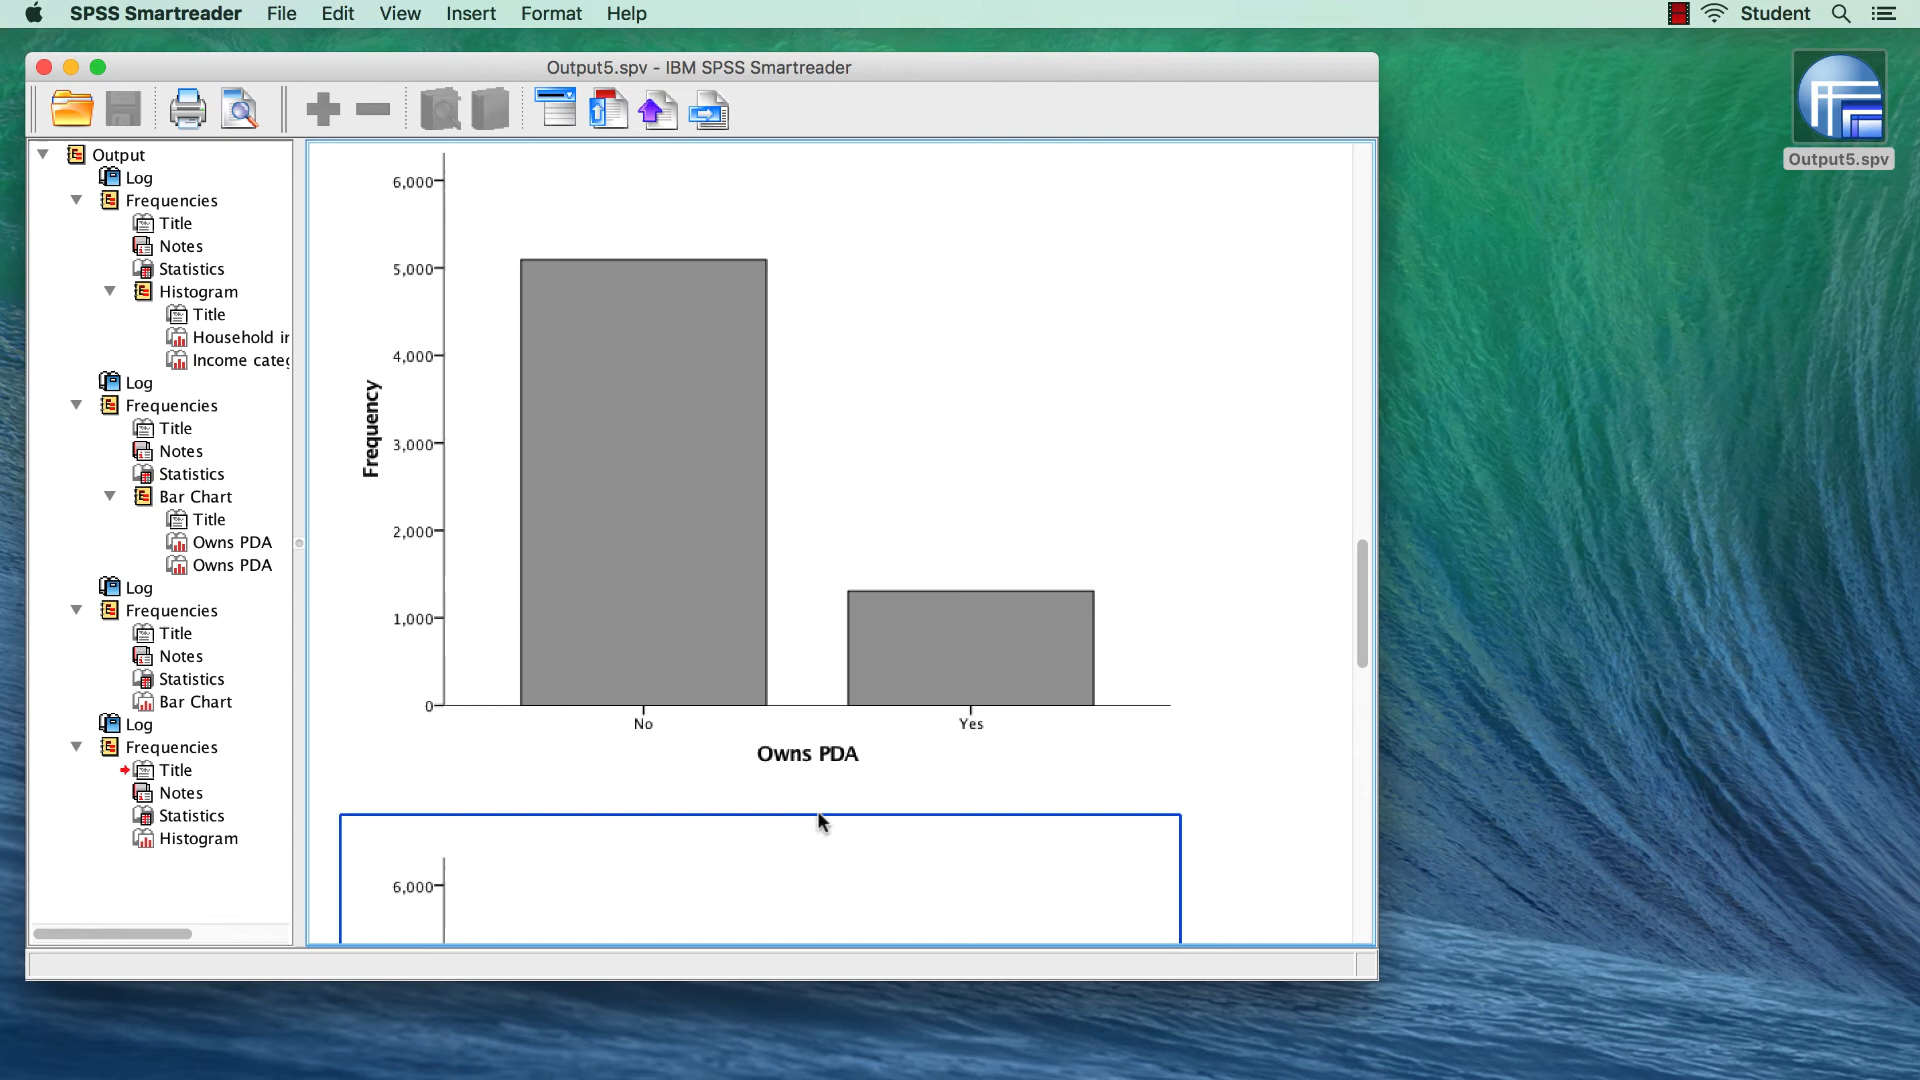 SPSS Smartreader File Edit View Insert Format Help Student
Output5.spv - IBM SPSS Smartreader
Output5.spv
Output
Log
Frequencies
Title
Notes
Statistics
Histogram
Title
Household in
Income categ
Log
Frequencies
Title
Notes
Statistics
Bar Chart
Title
Owns PDA
Owns PDA
Log
Frequencies
Title
Notes
Statistics
Bar Chart
Log
Frequencies
Title
Notes
Statistics
Histogram
6,000
5,000
4,000
3,000
2,000
1,000
0
Frequency
No Yes
Owns PDA
6,000